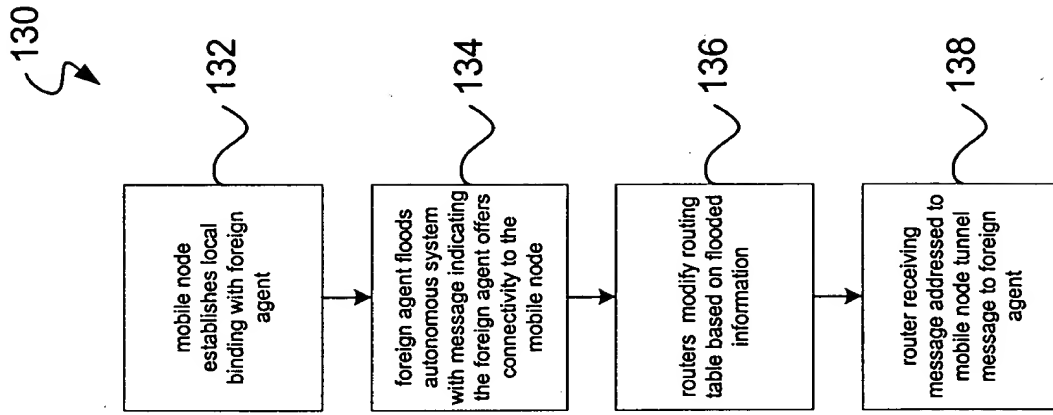 130
mobile node
establishes local
binding with foreign
agent
132
foreign agent floods
autonomous system
with message indicating
the foreign agent offers
connectivity to the
mobile node
134
routers modify routing
table based on flooded
information
136
router receiving
message addressed to
mobile node tunnel
message to foreign
agent
138